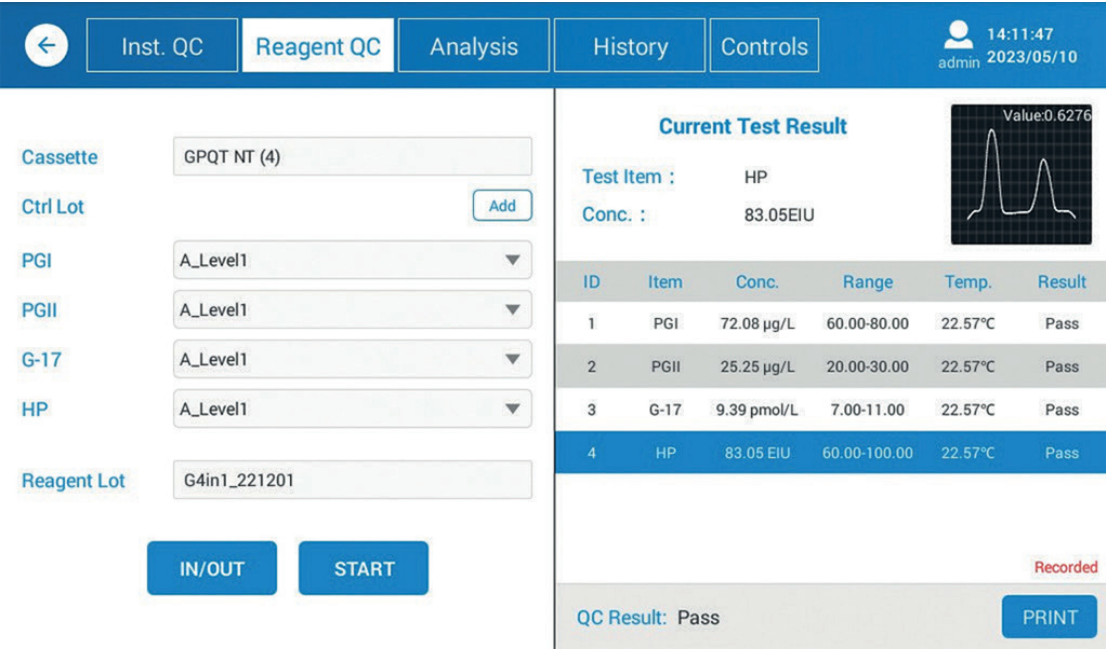 Inst. QC Reagent QC Analysis History Controls
14:11:47
admin 2023/05/10
Cassette GPQT NT (4)
Ctrl Lot Add
PGI A_Level1
PGII A_Level1
G-17 A_Level1
HP A_Level1
Reagent Lot G4in1_221201
IN/OUT START
Current Test Result
Value:0.6276
Test Item : HP
Conc. : 83.05EIU
ID Item Conc. Range Temp. Result
1 PGI 72.08 µg/L 60.00-80.00 22.57°C Pass
2 PGII 25.25 µg/L 20.00-30.00 22.57°C Pass
3 G-17 9.39 pmol/L 7.00-11.00 22.57°C Pass
4 HP 83.05 EIU 60.00-100.00 22.57°C Pass
Recorded
QC Result: Pass PRINT